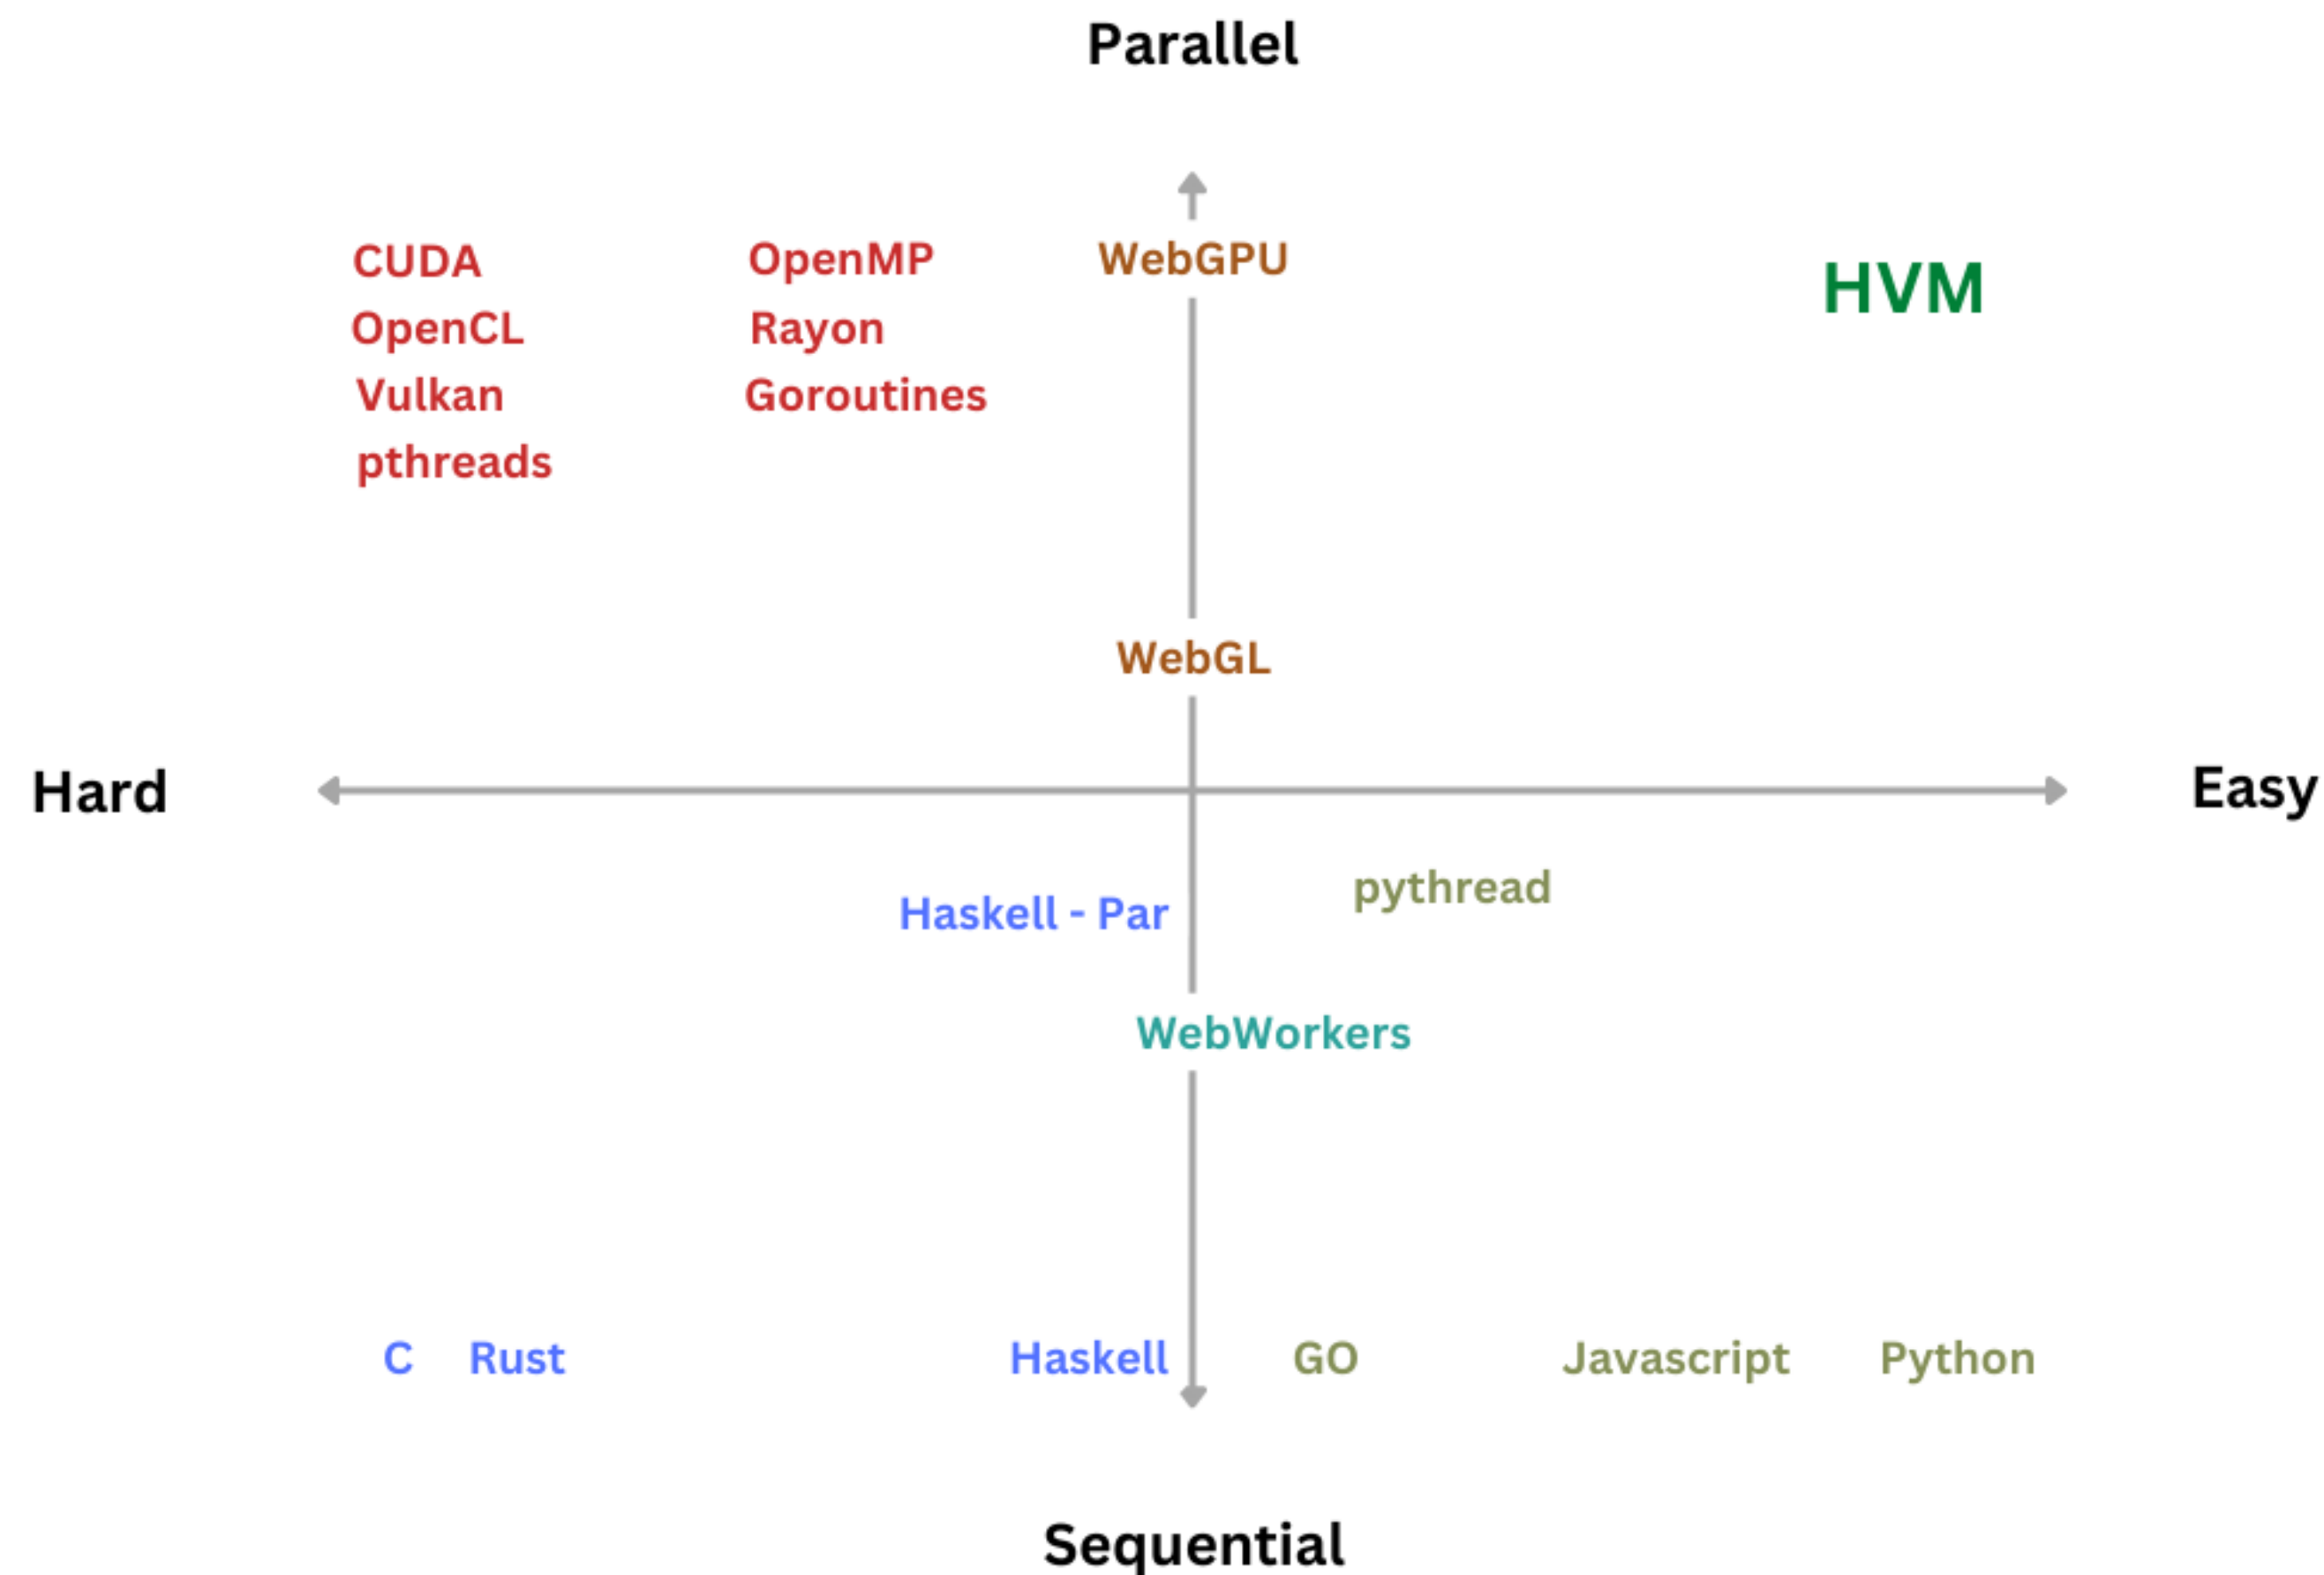 Parallel
CUDA
OpenCL
Vulkan
pthreads
OpenMP
Rayon
Goroutines
WebGPU
HVM
WebGL
Hard
Easy
Haskell - Par
pythread
WebWorkers
C
Rust
Haskell
GO
Javascript
Python
Sequential